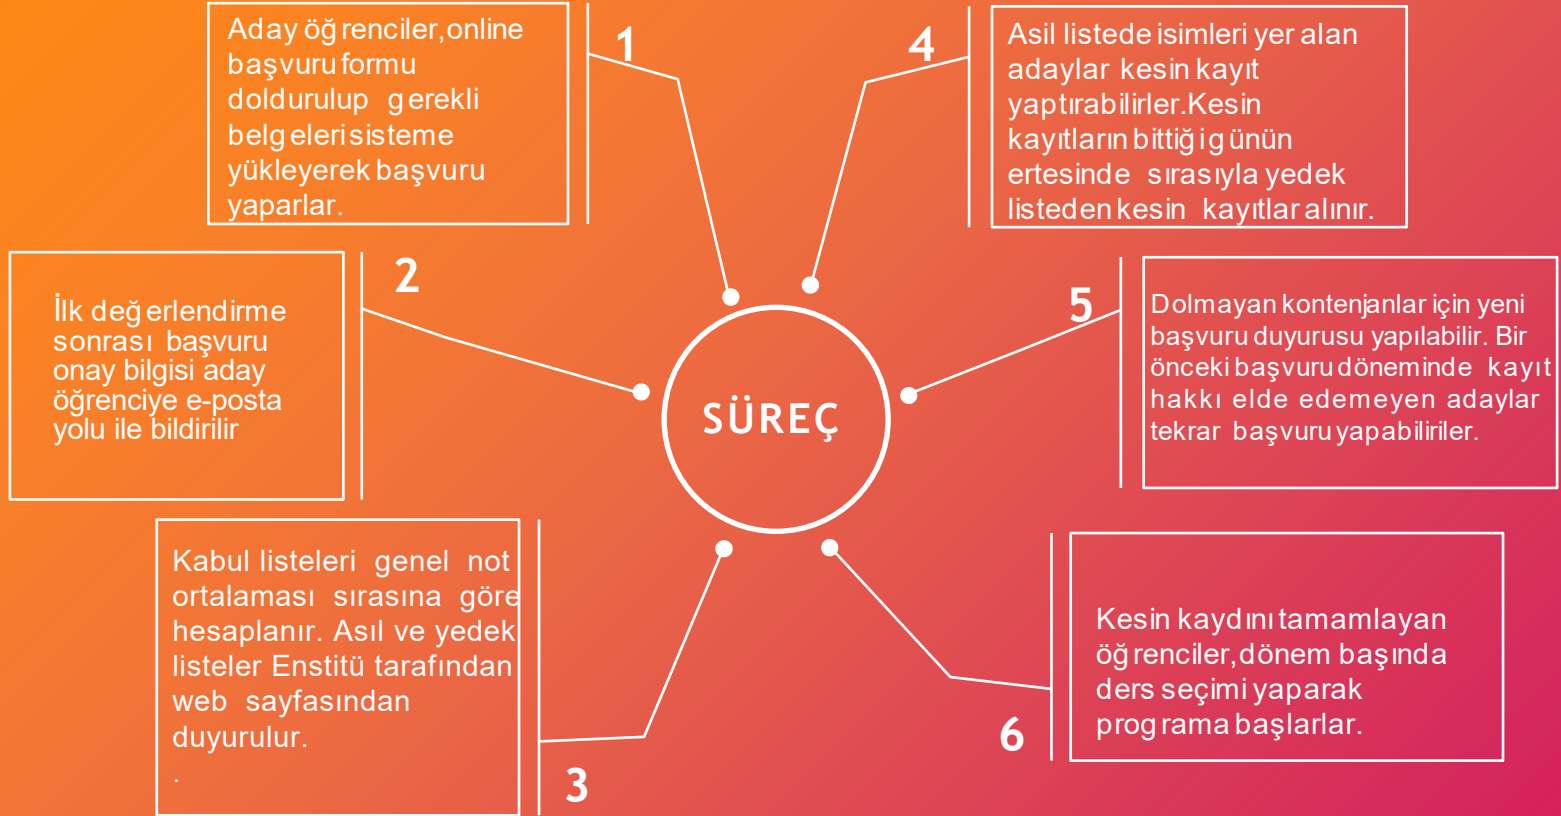 1
Aday öğrenciler,online
başvuru formu
doldurulup gerekli
belgeleri sisteme
yükleyerek başvuru
yaparlar.
2
İlk değerlendirme
sonrası başvuru
onay bilgisi aday
öğrenciye e-posta
yolu ile bildirilir
3
Kabul listeleri genel not
ortalaması sırasına göre
hesaplanır. Asıl ve yedek
listeler Enstitü tarafından
web sayfasından
duyurulur.
.
SÜREÇ
4
Asil listede isimleri yer alan
adaylar kesin kayıt
yaptırabilirler.Kesin
kayıtların bittiği günün
ertesinde sırasıyla yedek
listeden kesin kayıtlar alınır.
5
Dolmayan kontenjanlar için yeni
başvuru duyurusu yapılabilir. Bir
önceki başvuru döneminde kayıt
hakkı elde edemeyen adaylar
tekrar başvuru yapabiliriler.
6
Kesin kaydını tamamlayan
öğrenciler,dönem başında
ders seçimi yaparak
programa başlarlar.